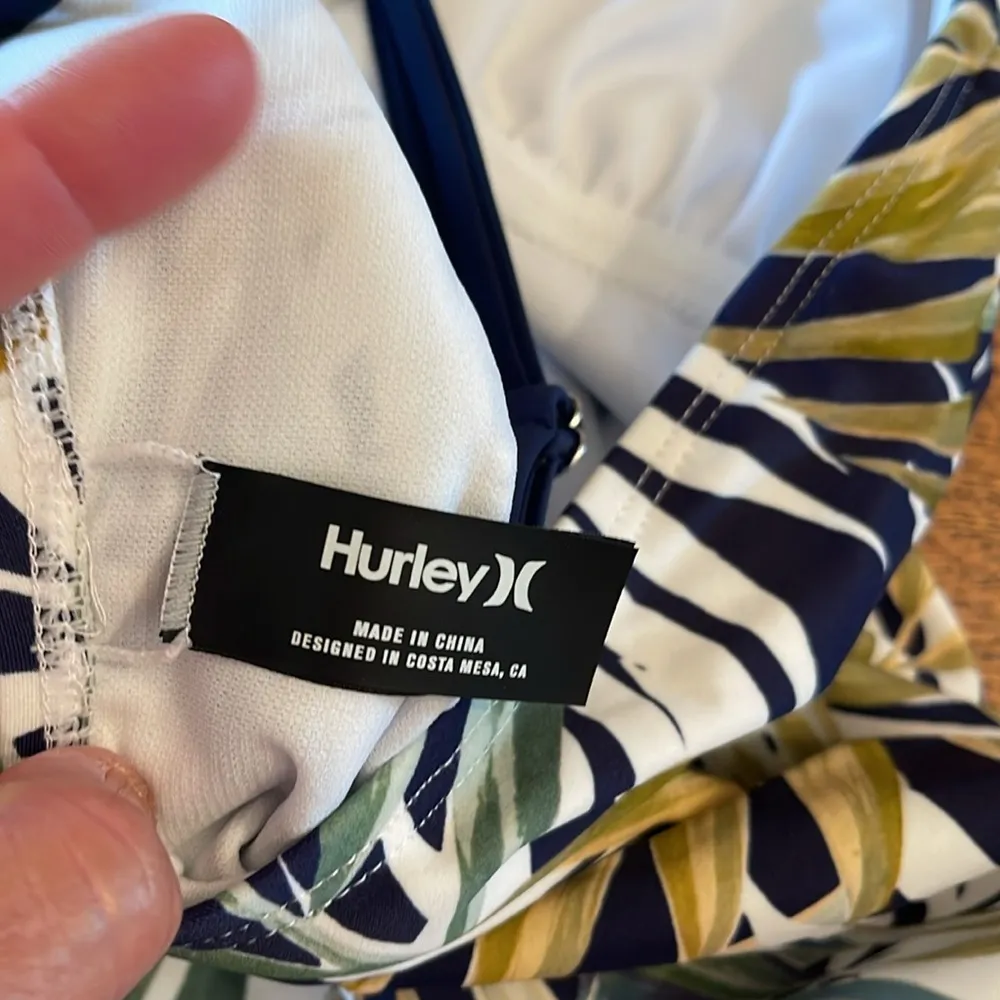 Hurley
MADE IN CHINA
DESIGNED IN COSTA MESA, CA